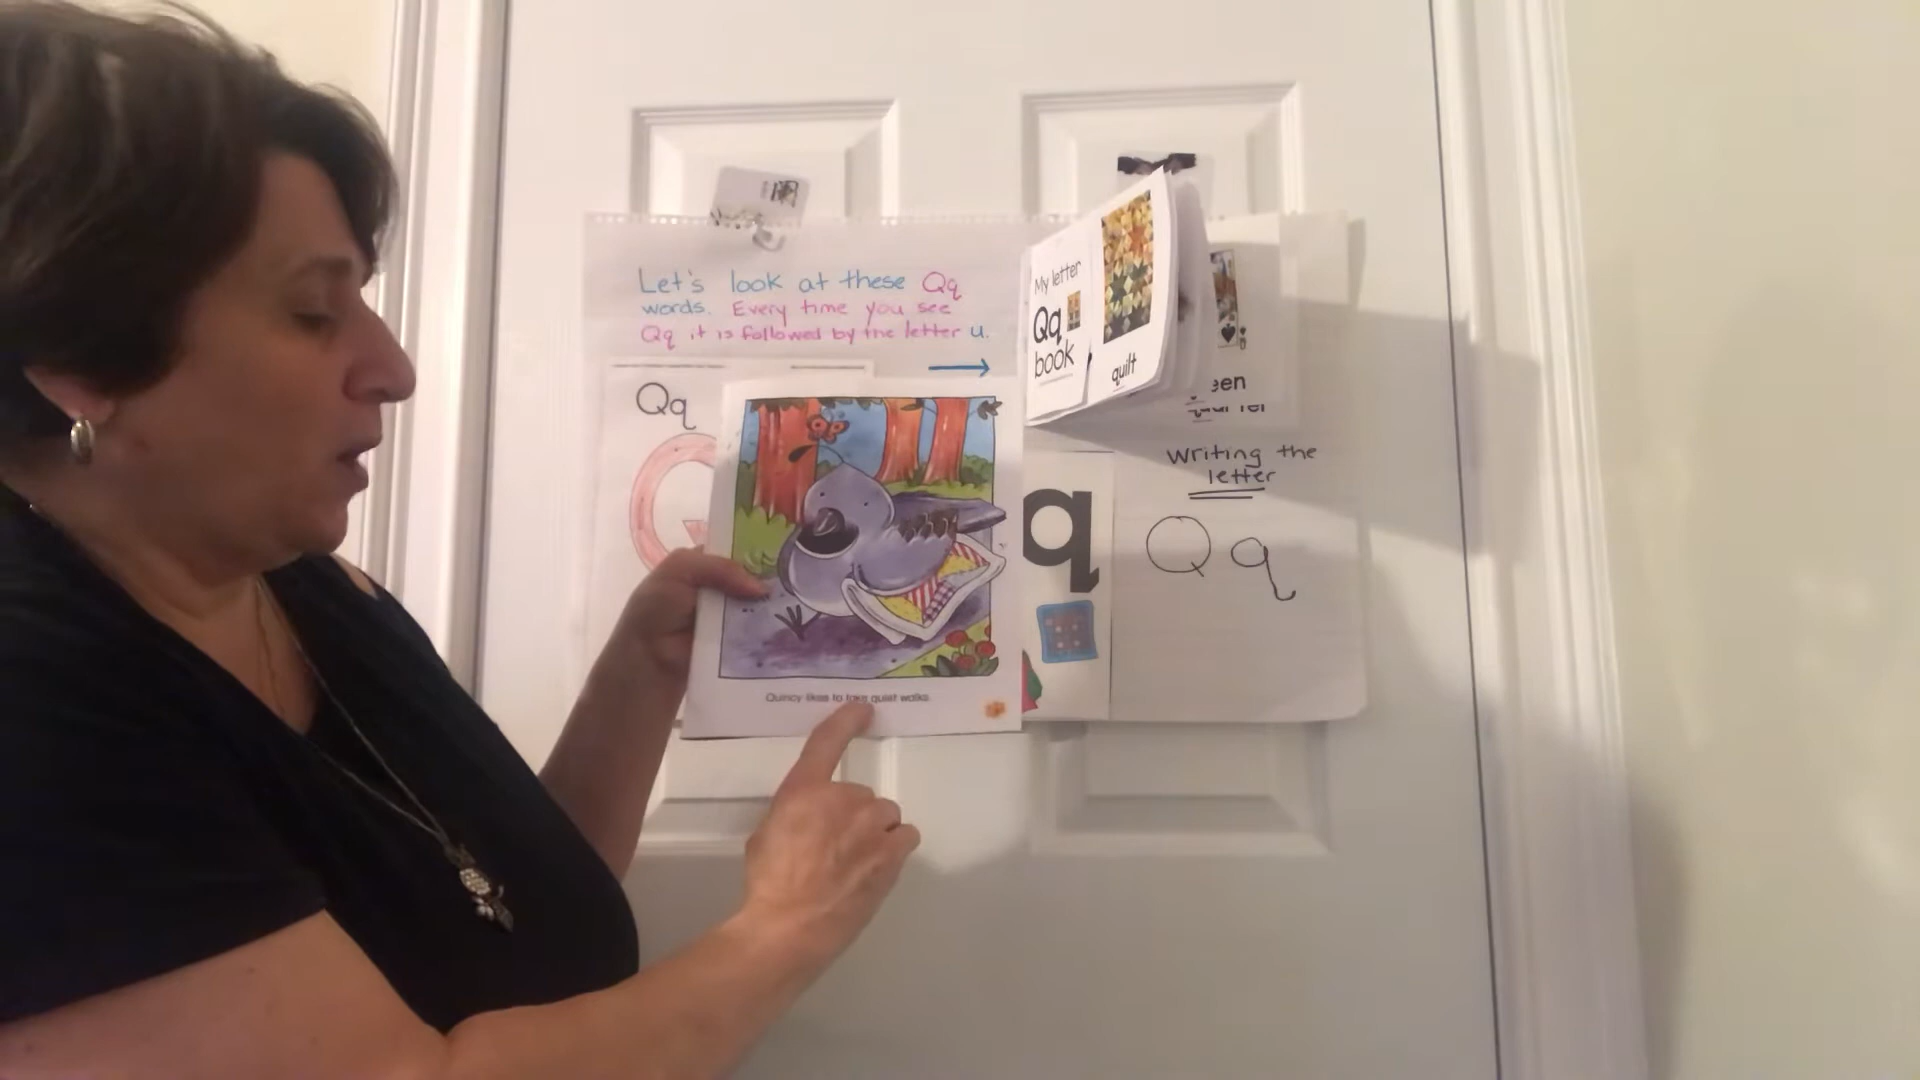 Let's look at these Qq
words. Every time you see
Qq it is followed by the letter u.
Qq
Quincy likes to take quiet walks.
My letter
Qq
book
quilt
een
q
Writing the
letter
Q q